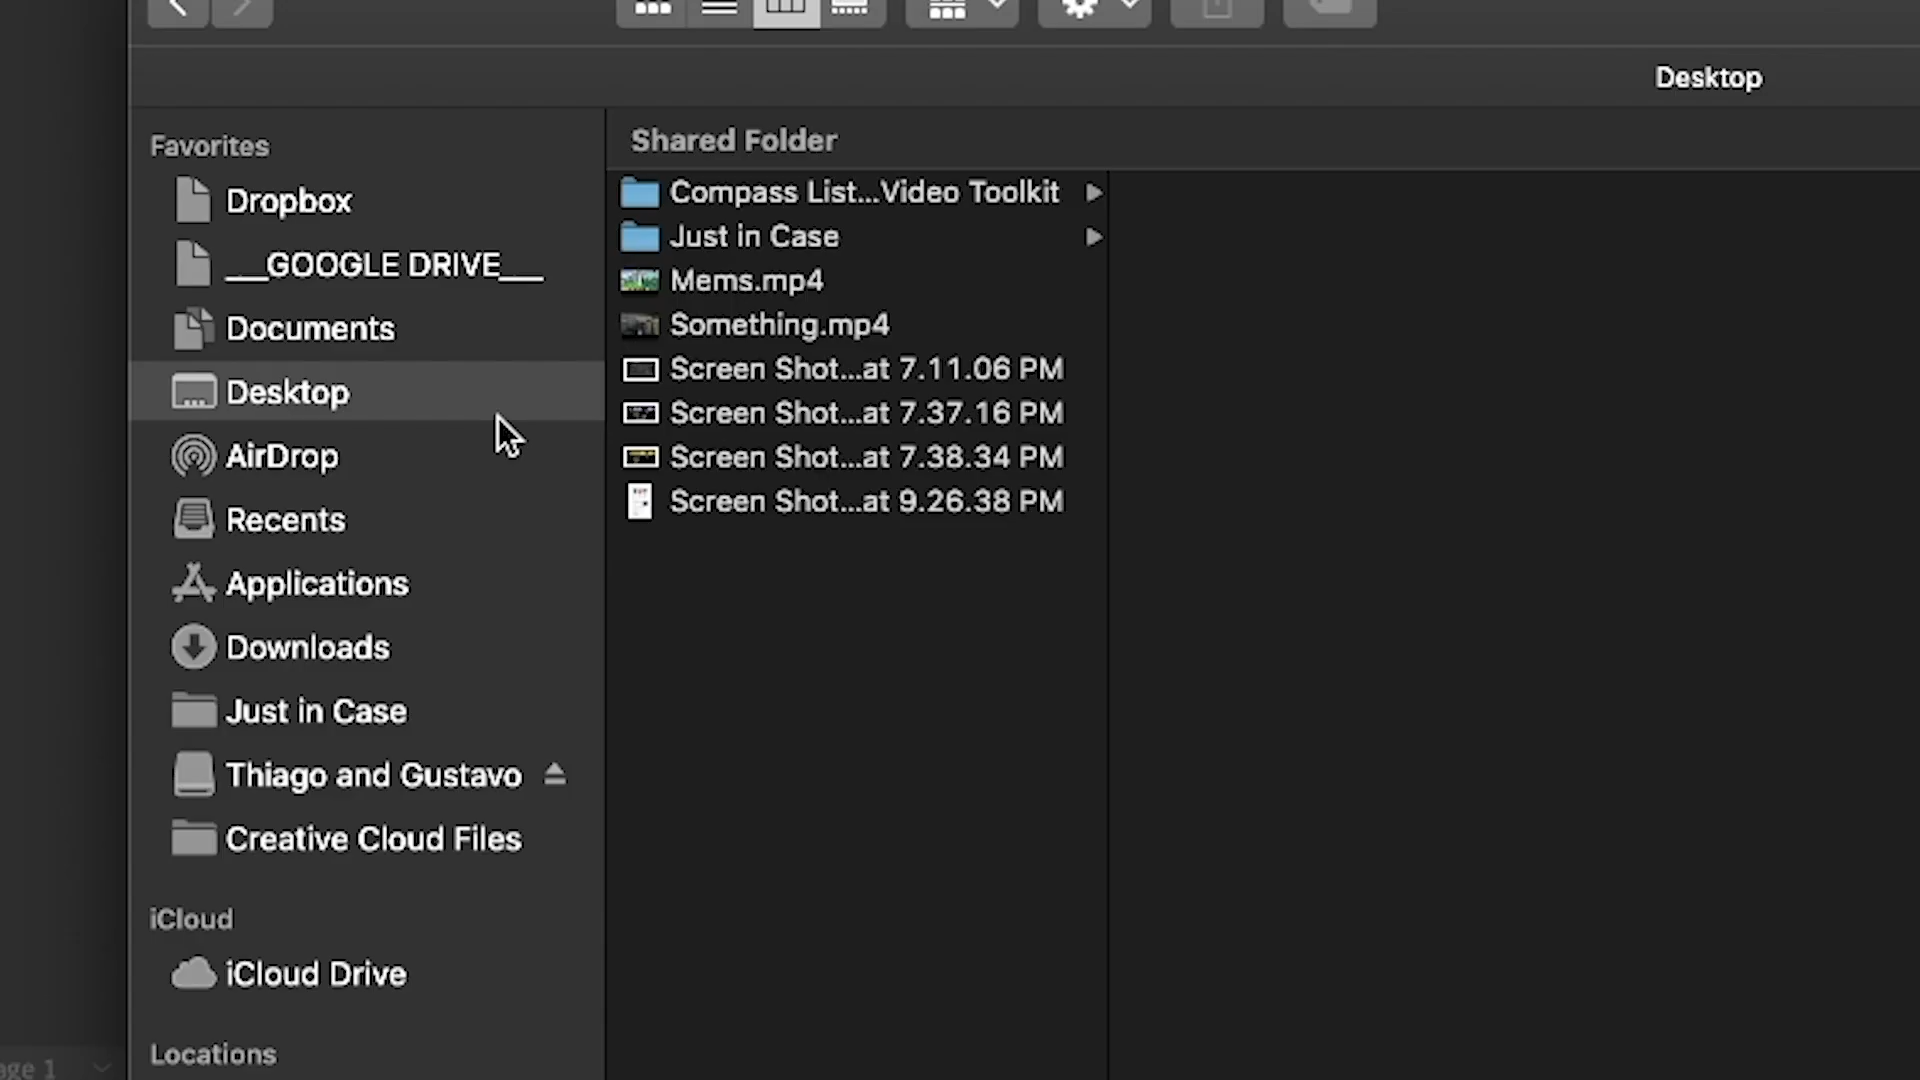 Desktop
Favorites
Dropbox
__GOOGLE DRIVE__
Documents
Desktop
AirDrop
Recents
Applications
Downloads
Just in Case
Thiago and Gustavo
Creative Cloud Files
iCloud
iCloud Drive
Locations
Shared Folder
Compass List...Video Toolkit
Just in Case
Mems.mp4
Something.mp4
Screen Shot...at 7.11.06 PM
Screen Shot...at 7.37.16 PM
Screen Shot...at 7.38.34 PM
Screen Shot...at 9.26.38 PM
age 1